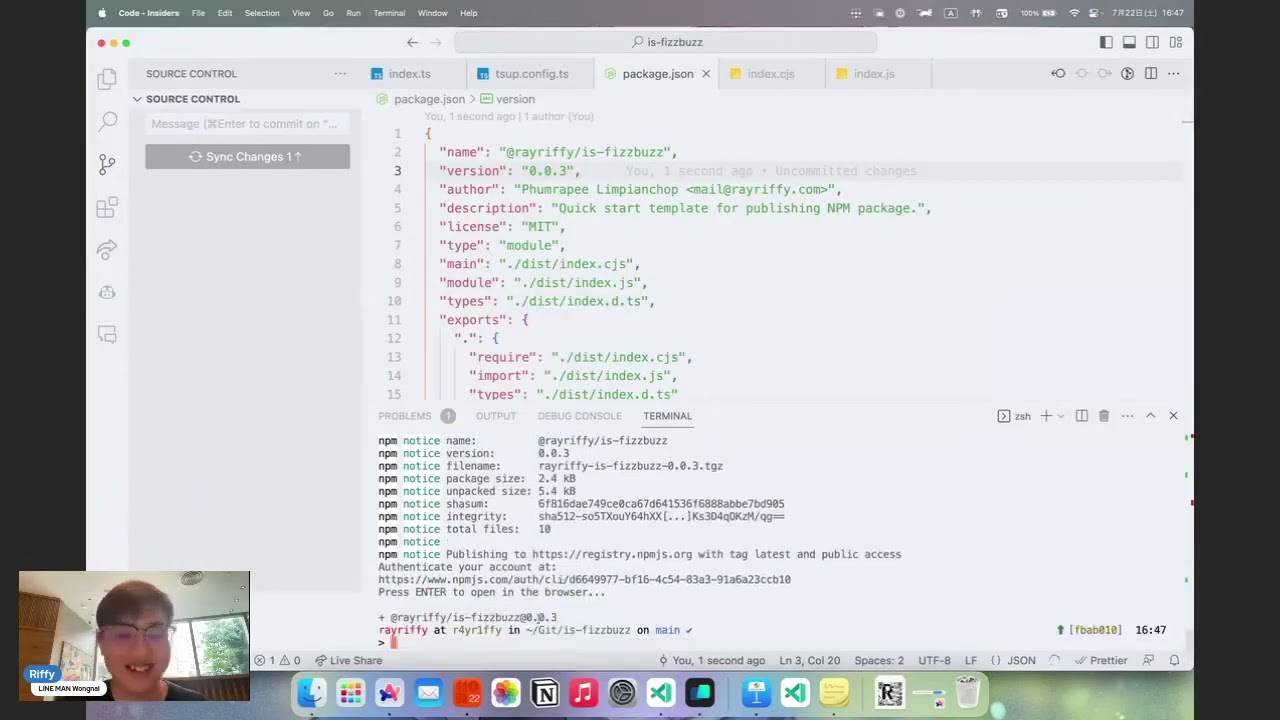 Code - Insiders File Edit Selection View Go Run Terminal Window Help
A 100% 7月22日(土) 16:47
is-fizzbuzz
SOURCE CONTROL ···
index.ts
tsup.config.ts
package.json
index.cjs
index.js
SOURCE CONTROL
Message (⌘Enter to commit on "...
Sync Changes 1↑
package.json > version
You, 1 second ago | 1 author (You)
1 {
2 "name": "@rayriffy/is-fizzbuzz",
3 "version": "0.0.3", You, 1 second ago • Uncommitted changes
4 "author": "Phumrapee Limpianchop <mail@rayriffy.com>",
5 "description": "Quick start template for publishing NPM package.",
6 "license": "MIT",
7 "type": "module",
8 "main": "./dist/index.cjs",
9 "module": "./dist/index.js",
10 "types": "./dist/index.d.ts",
11 "exports": {
12 ".": {
13 "require": "./dist/index.cjs",
14 "import": "./dist/index.js",
15 "types": "./dist/index.d.ts"
PROBLEMS 1 OUTPUT DEBUG CONSOLE TERMINAL zsh
npm notice name: @rayriffy/is-fizzbuzz
npm notice version: 0.0.3
npm notice filename: rayriffy-is-fizzbuzz-0.0.3.tgz
npm notice package size: 2.4 kB
npm notice unpacked size: 5.4 kB
npm notice shasum: 6f816dae749ce0ca67d641536f6888abbe7bd905
npm notice integrity: sha512-so5TXouY64hXX[...]Ks3D4qOKzM/qg==
npm notice total files: 10
npm notice
npm notice Publishing to https://registry.npmjs.org with tag latest and public access
Authenticate your account at:
https://www.npmjs.com/auth/cli/d6649977-bf16-4c54-83a3-91a6a23ccb10
Press ENTER to open in the browser...
+ @rayriffy/is-fizzbuzz@0.0.3
rayriffy at r4yr1ffy in ~/Git/is-fizzbuzz on main ✔ ⬆ [fbab010] 16:47
>
1 0 Live Share You, 1 second ago Ln 3, Col 20 Spaces: 2 UTF-8 LF {} JSON Prettier
Riffy
LINE MAN Wongnai
22